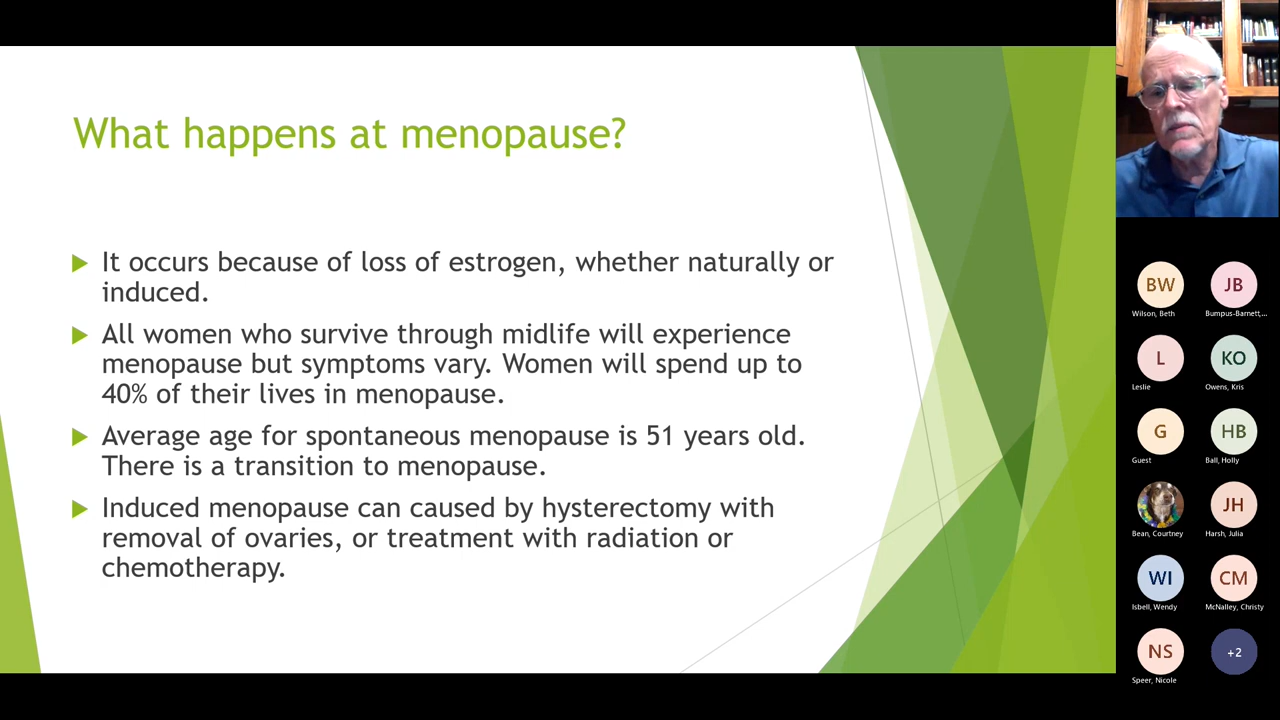 What happens at menopause?
It occurs because of loss of estrogen, whether naturally or
induced.
All women who survive through midlife will experience
menopause but symptoms vary. Women will spend up to
40% of their lives in menopause.
Average age for spontaneous menopause is 51 years old.
There is a transition to menopause.
Induced menopause can caused by hysterectomy with
removal of ovaries, or treatment with radiation or
chemotherapy.
BW
Wilson, Beth
JB
Bumpus-Barnett,...
L
Leslie
KO
Owens, Kris
G
Guest
HB
Ball, Holly
Bean, Courtney
JH
Harsh, Julia
WI
Isbell, Wendy
CM
McNalley, Christy
NS
Speer, Nicole
+2